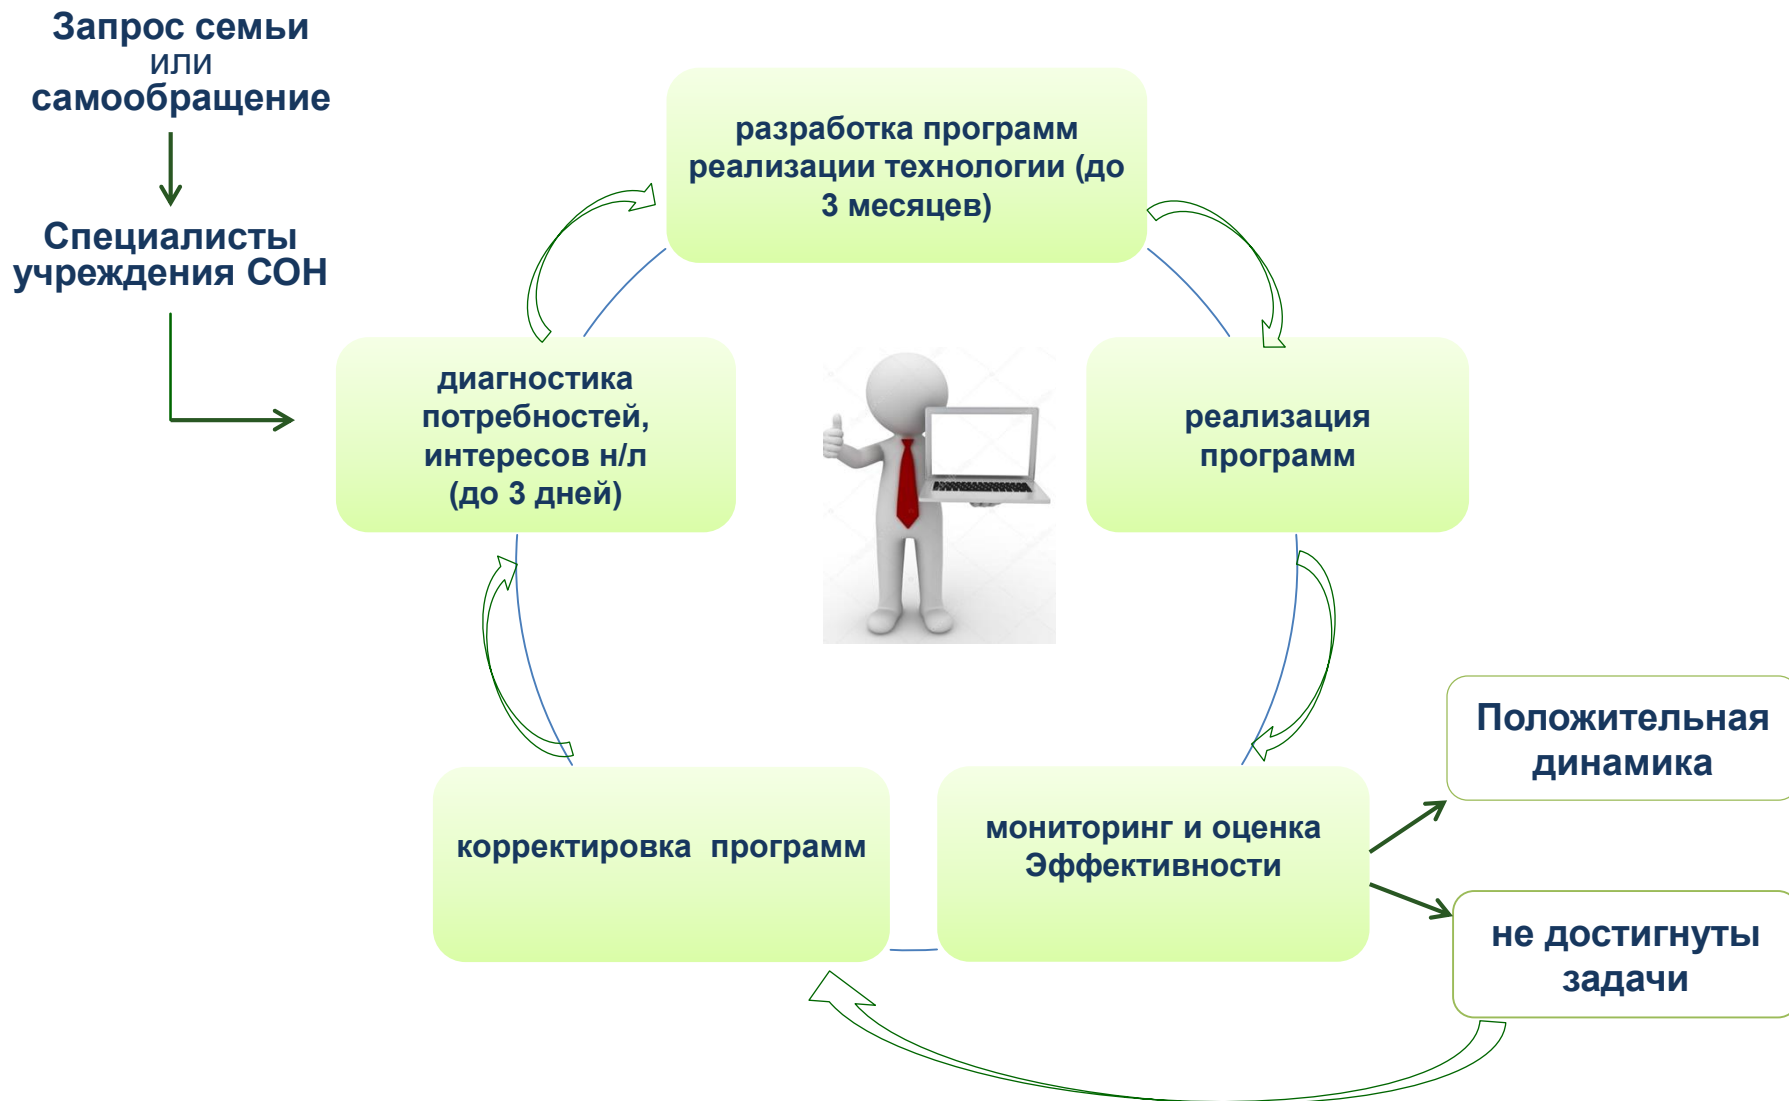 Запрос семьи
или
самообращение
Специалисты
учреждения СОН
разработка программ
реализации технологии (до
3 месяцев)
диагностика
потребностей,
интересов н/л
(до 3 дней)
реализация
программ
корректировка программ
мониторинг и оценка
Эффективности
Положительная
динамика
не достигнуты
задачи